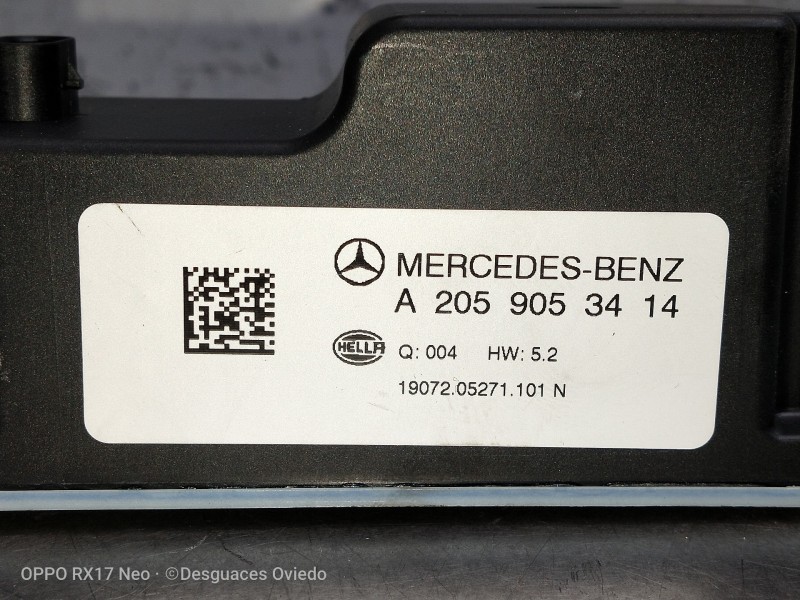 MERCEDES-BENZ
A 205 905 34 14
HELLA
Q: 004 HW: 5.2
19072.05271.101 N
OPPO RX17 Neo · ©Desguaces Oviedo